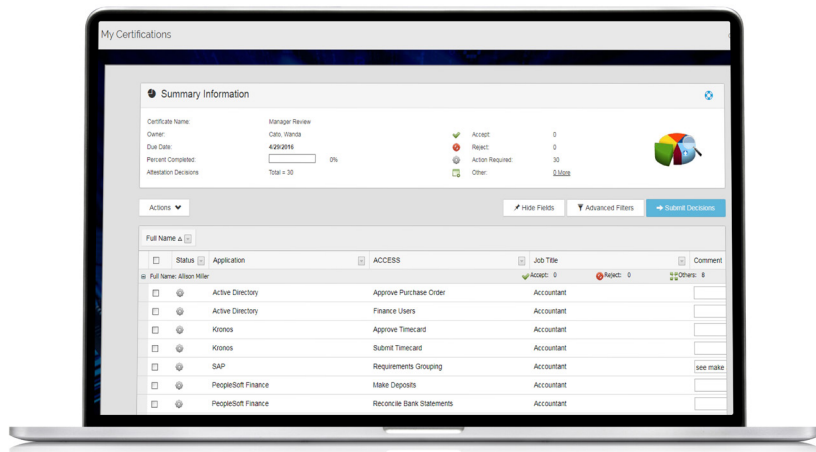 My Certifications
Summary Information
Certificate Name: Manager Review
Owner: Cato, Wanda Accept: 0
Due Date: 4/29/2016 Reject: 0
Percent Completed: 0% Action Required: 30
Attestation Decisions Total = 30 Other: 0 More
Actions Hide Fields Advanced Filters Submit Decisions
Full Name
Status Application ACCESS Job Title Comment
Full Name: Allison Miller Accept: 0 Reject: 0 Others: 6
Active Directory Approve Purchase Order Accountant
Active Directory Finance Users Accountant
Kronos Approve Timecard Accountant
Kronos Submit Timecard Accountant
SAP Requirements Grouping Accountant see make
PeopleSoft Finance Make Deposits Accountant
PeopleSoft Finance Reconcile Bank Statements Accountant